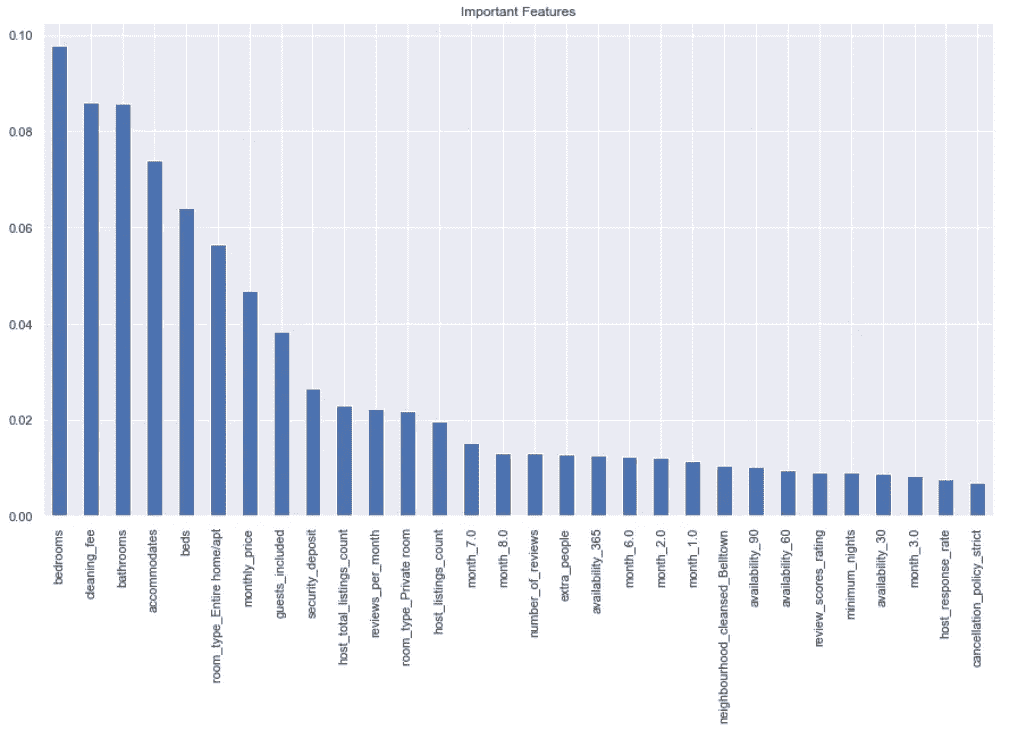 Important Features
0.10
0.08
0.06
0.04
0.02
0.00
bedrooms
cleaning_fee
bathrooms
accommodates
beds
room_type_Entire home/apt
monthly_price
guests_included
security_deposit
host_total_listings_count
reviews_per_month
room_type_Private room
host_listings_count
month_7.0
month_8.0
number_of_reviews
extra_people
availability_365
month_6.0
month_2.0
month_1.0
neighbourhood_cleansed_Belltown
availability_90
availability_60
review_scores_rating
minimum_nights
availability_30
month_3.0
host_response_rate
cancellation_policy_strict